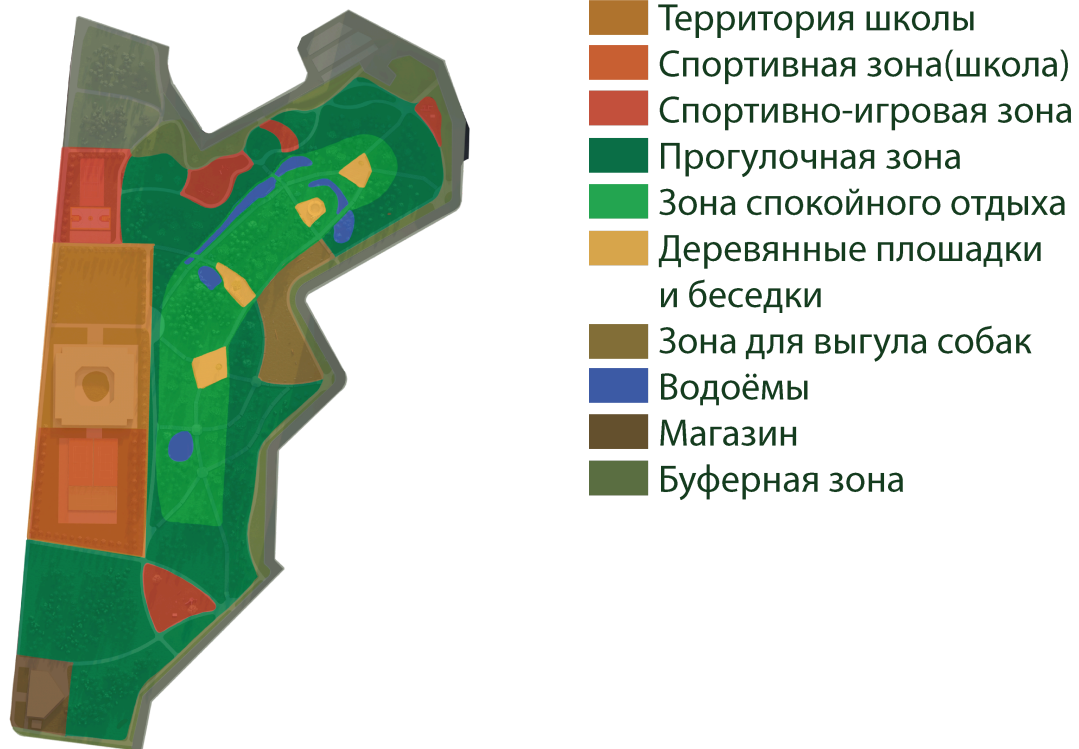 Территория школы
Спортивная зона(школа)
Спортивно-игровая зона
Прогулочная зона
Зона спокойного отдыха
Деревянные плошадки
и беседки
Зона для выгула собак
Водоёмы
Магазин
Буферная зона